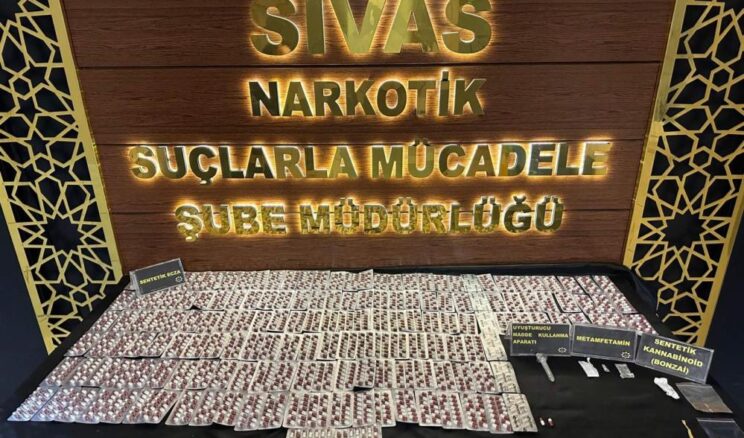 SİVAS
NARKOTİK
SUÇLARLA MÜCADELE
ŞUBE MÜDÜRLÜĞÜ
SENTETİK ECZA
UYUŞTURUCU
MADDE KULLANMA
APARATI
METAMFETAMİN
SENTETİK
KANNABİNOİD
(BONZAİ)